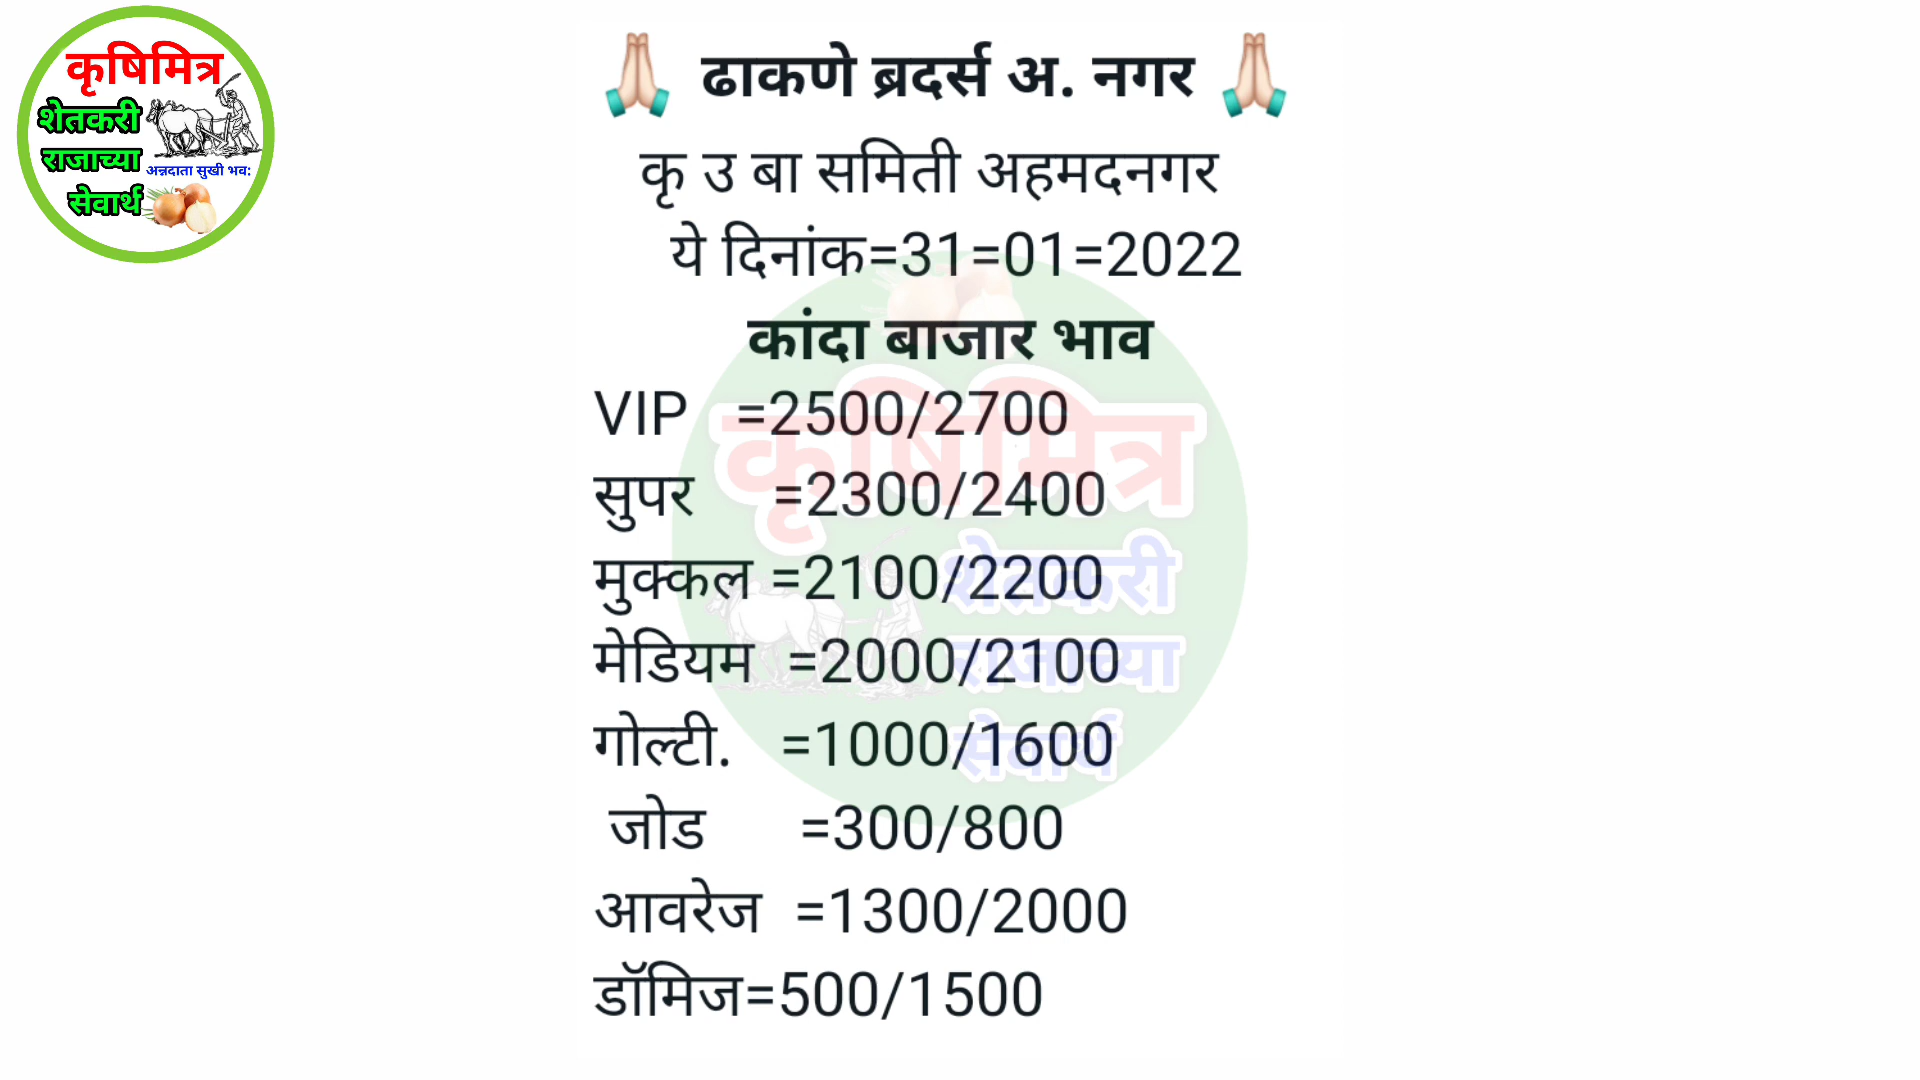 कृषिमित्र
शेतकरी
राजाच्या
सेवार्थ
अन्नदाता सुखी भव:
🙏🏻 ढाकणे ब्रदर्स अ. नगर 🙏🏻
कृ उ बा समिती अहमदनगर
ये दिनांक=31=01=2022
कांदा बाजार भाव
VIP =2500/2700
सुपर =2300/2400
मुक्कल =2100/2200
मेडियम =2000/2100
गोल्टी. =1000/1600
जोड =300/800
आवरेज =1300/2000
डॉमिज=500/1500
कृषिमित्र
शेतकरी
राजाच्या
सेवार्थ